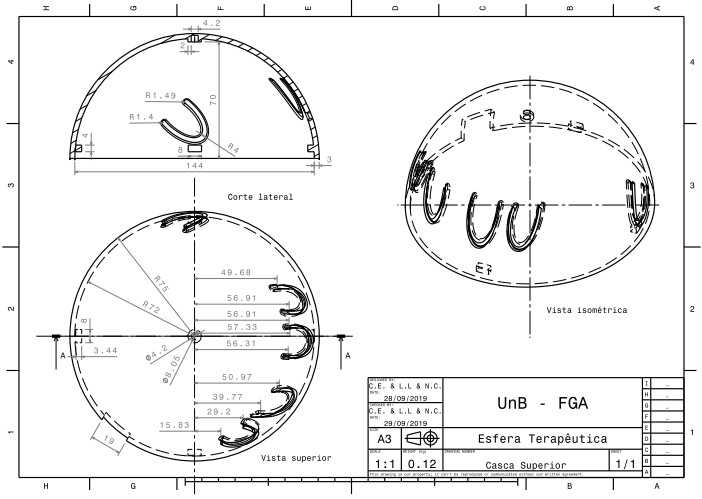 H G F E D C B A
4
3
2
1
4.2
2
R1.49
R1.4
70
R4
4
8
3
144
Corte lateral
Vista isométrica
49.68
56.91
56.91
57.33
56.31
50.97
39.77
29.2
15.83
R75
R72
8
3.44
A
A
Φ4.2
Φ8.05
19
Vista superior
4
3
2
1
DESIGNED BY:
C.E. & L.L & N.C.
DATE:
28/09/2019
CHECKED BY:
C.E. & L.L & N.C.
DATE:
29/09/2019
UnB - FGA
SIZE
A3
Esfera Terapêutica
SCALE
1:1
WEIGHT (kg)
0.12
DRAWING NUMBER
Casca Superior
SHEET
1/1
I _
H _
G _
F _
E _
D _
C _
B _
A _
This drawing is our property; it can't be reproduced or communicated without our written agreement.
H G B A